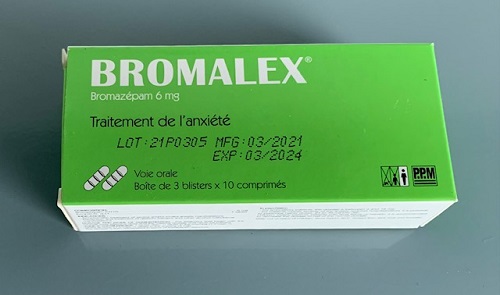 BROMALEX®
Bromazépam 6 mg
Traitement de l'anxiété
LOT:21P0305 MFG:03/2021
EXP:03/2024
Voie orale
Boîte de 3 blisters x 10 comprimés
P.P.M